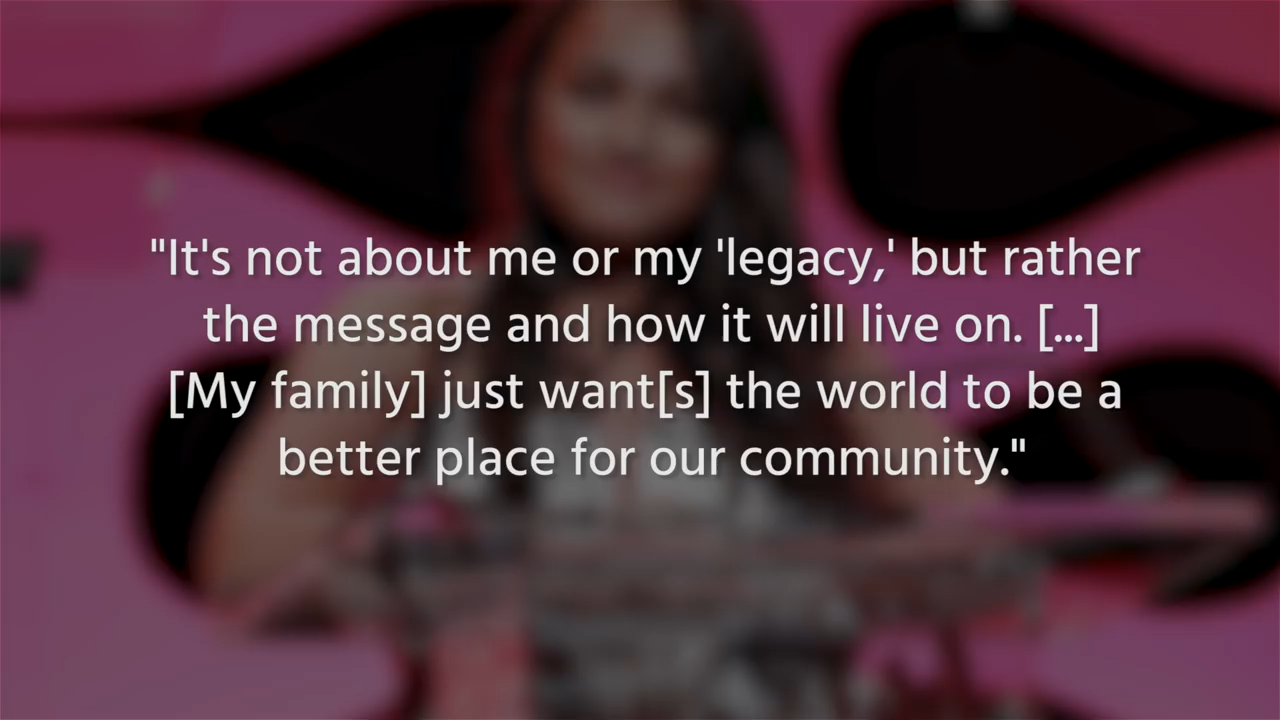 "It's not about me or my 'legacy,' but rather
the message and how it will live on. [...]
[My family] just want[s] the world to be a
better place for our community."